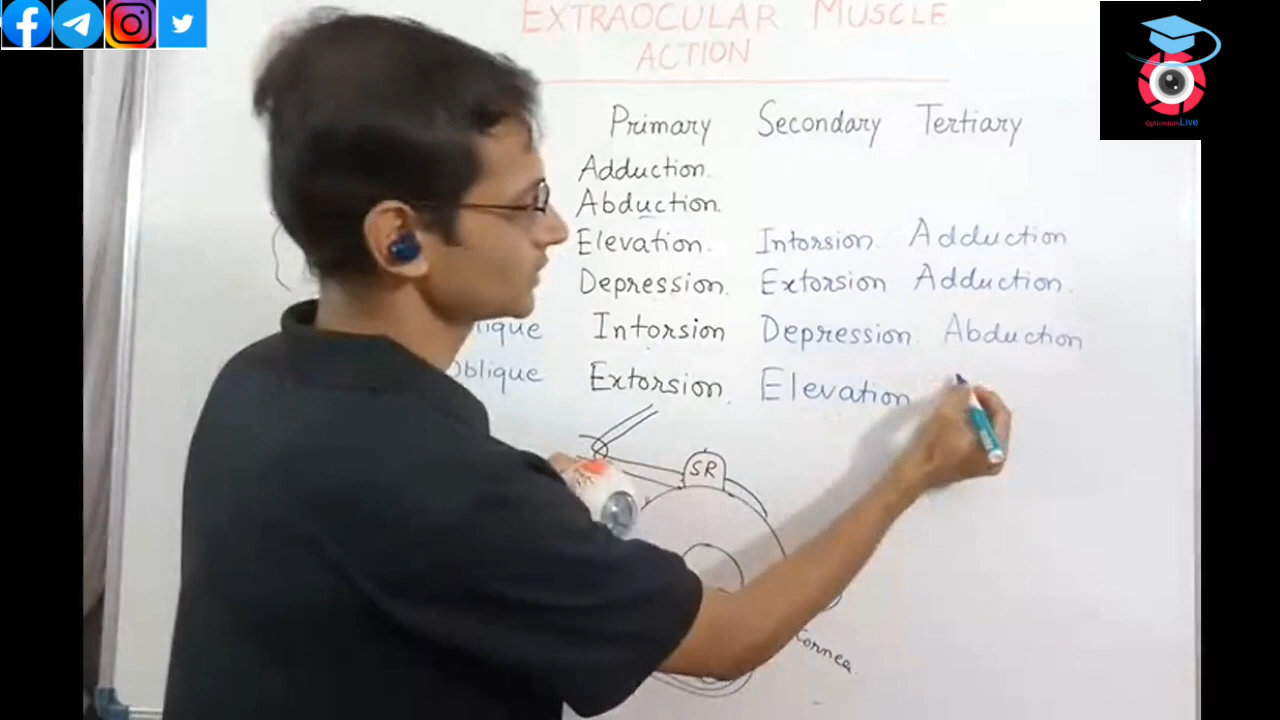 EXTRAOCULAR MUSCLE
ACTION
Primary Secondary Tertiary
Adduction.
Abduction.
Elevation. Intorsion. Adduction
Depression. Extorsion Adduction.
Intorsion Depression. Abduction
Oblique Extorsion. Elevation
SR
Cornea
OptometryLive